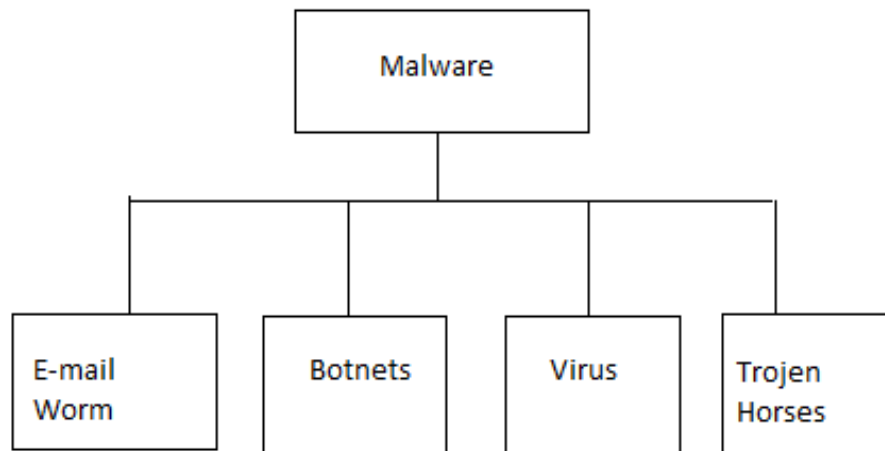 Malware
E-mail
Worm
Botnets
Virus
Trojen
Horses